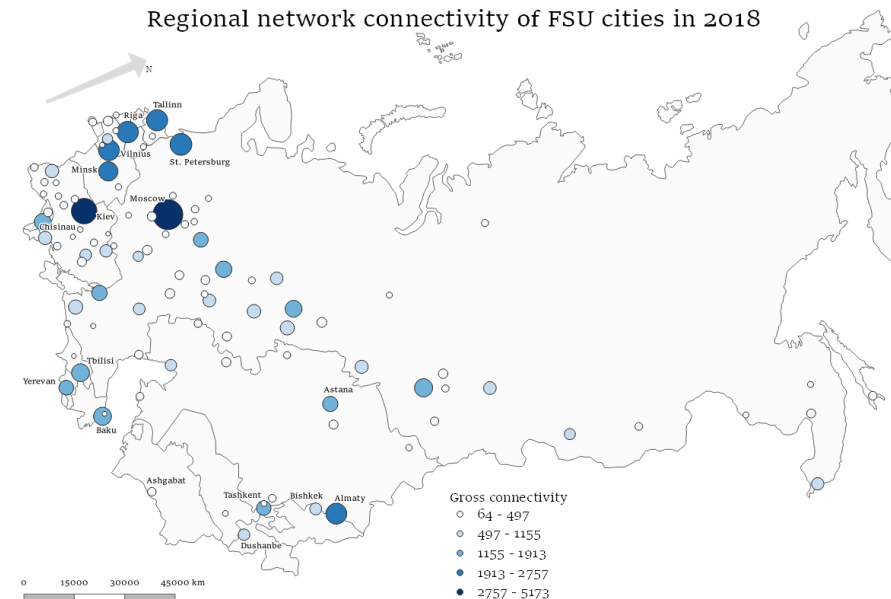 Regional network connectivity of FSU cities in 2018
N
Tallinn
Riga
Vilnius
St. Petersburg
Minsk
Moscow
Kiev
Chisinau
Tbilisi
Yerevan
Baku
Astana
Ashgabat
Tashkent
Bishkek
Almaty
Dushanbe
Gross connectivity
64 - 497
497 - 1155
1155 - 1913
1913 - 2757
2757 - 5173
0 15000 30000 45000 km